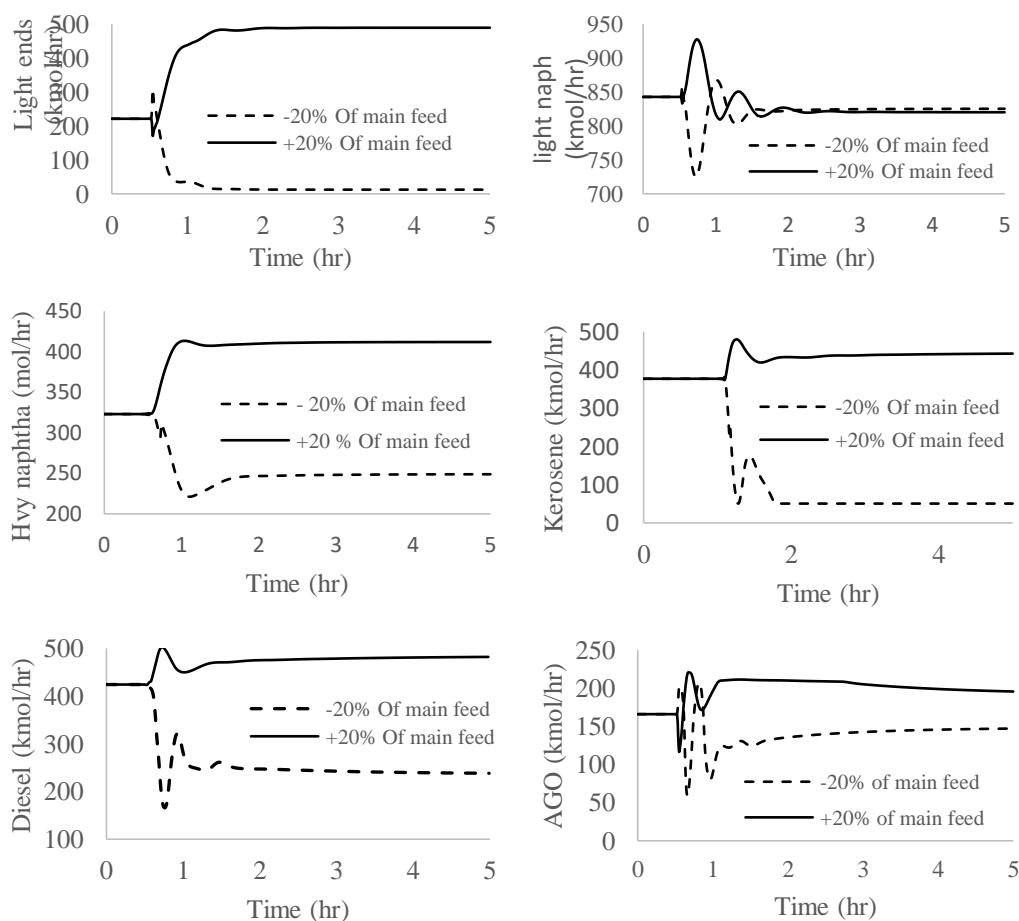 Light ends
(kmol/hr)
500
400
300
200
100
0
-20% Of main feed
+20% Of main feed
0 1 2 3 4 5
Time (hr)
light naph
(kmol/hr)
950
900
850
800
750
700
-20% Of main feed
+20% Of main feed
0 1 2 3 4 5
Time (hr)
Hvy naphtha (mol/hr)
450
400
350
300
250
200
- 20% Of main feed
+20 % Of main feed
0 1 2 3 4 5
Time (hr)
Kerosene (kmol/hr)
500
400
300
200
100
0
-20% Of main feed
+20% Of main feed
0 2 4
Time (hr)
Diesel (kmol/hr)
500
400
300
200
100
-20% Of main feed
+20% Of main feed
0 1 2 3 4 5
Time (hr)
AGO (kmol/hr)
250
200
150
100
50
0
-20% of main feed
+20% of main feed
0 1 2 3 4 5
Time (hr)